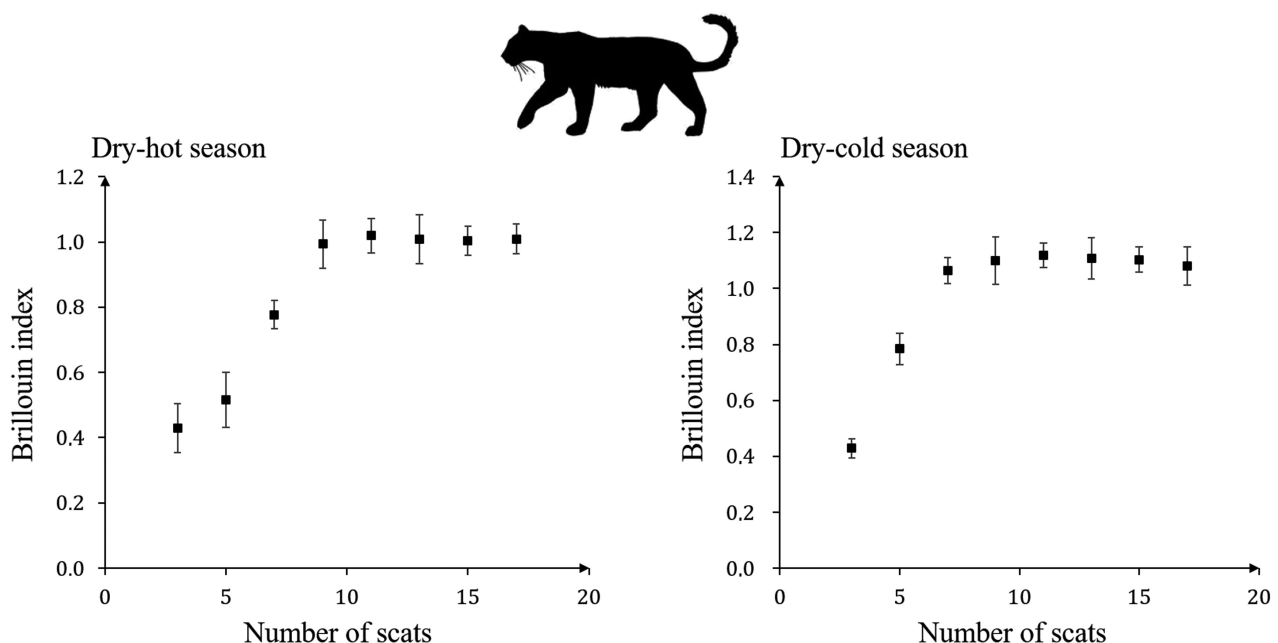 Dry-hot season
1.2
1.0
0.8
0.6
0.4
0.2
0.0
0 5 10 15 20
Brillouin index
Number of scats
Dry-cold season
1.4
1.2
1.0
0.8
0.6
0.4
0.2
0.0
0 5 10 15 20
Brillouin index
Number of scats